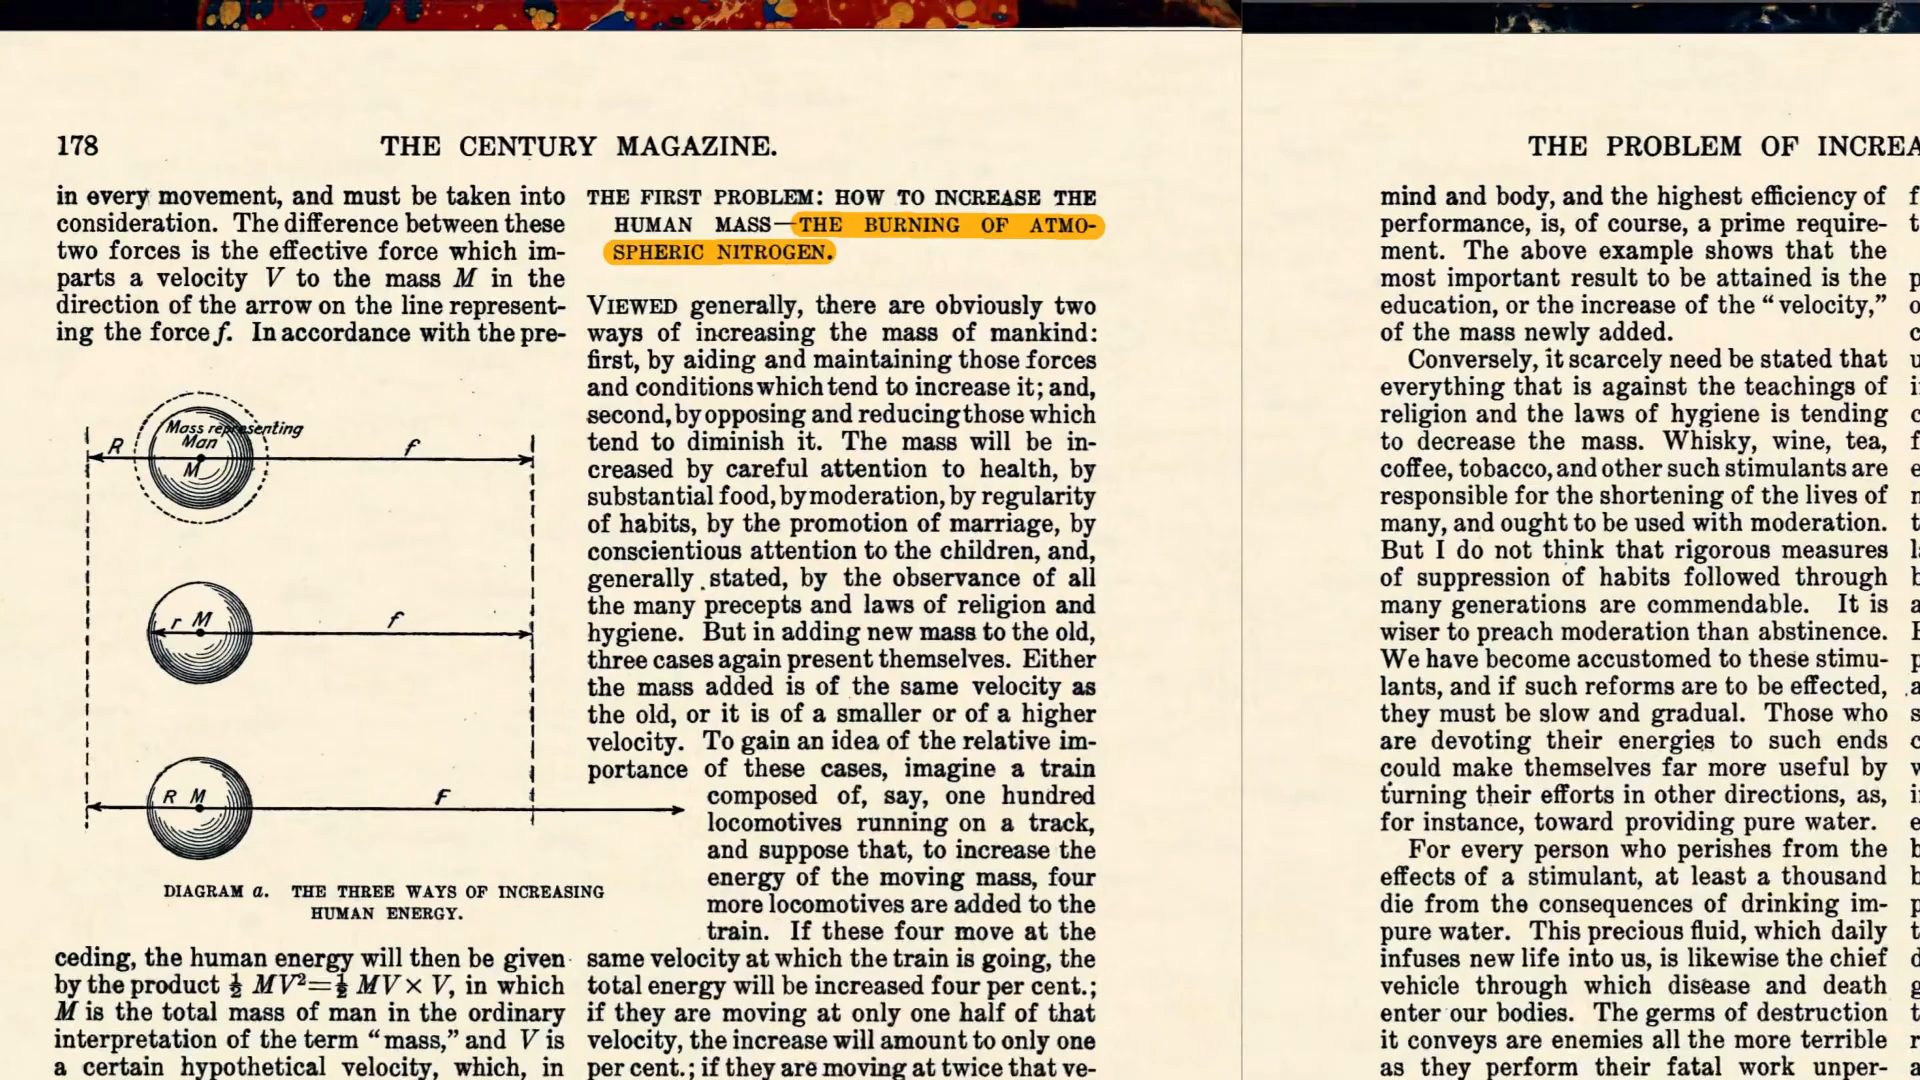 178
THE CENTURY MAGAZINE.
in every movement, and must be taken into
consideration. The difference between these
two forces is the effective force which im-
parts a velocity V to the mass M in the
direction of the arrow on the line represent-
ing the force f. In accordance with the pre-
Mass representing
Man
R
M
f
r M
f
R M
F
DIAGRAM a. THE THREE WAYS OF INCREASING
HUMAN ENERGY.
ceding, the human energy will then be given
by the product ½ MV²=½ MV × V, in which
M is the total mass of man in the ordinary
interpretation of the term “mass,” and V is
a certain hypothetical velocity, which, in
THE FIRST PROBLEM: HOW TO INCREASE THE
HUMAN MASS—THE BURNING OF ATMO-
SPHERIC NITROGEN.
VIEWED generally, there are obviously two
ways of increasing the mass of mankind:
first, by aiding and maintaining those forces
and conditions which tend to increase it; and,
second, by opposing and reducing those which
tend to diminish it. The mass will be in-
creased by careful attention to health, by
substantial food, by moderation, by regularity
of habits, by the promotion of marriage, by
conscientious attention to the children, and,
generally stated, by the observance of all
the many precepts and laws of religion and
hygiene. But in adding new mass to the old,
three cases again present themselves. Either
the mass added is of the same velocity as
the old, or it is of a smaller or of a higher
velocity. To gain an idea of the relative im-
portance of these cases, imagine a train
composed of, say, one hundred
locomotives running on a track,
and suppose that, to increase the
energy of the moving mass, four
more locomotives are added to the
train. If these four move at the
same velocity at which the train is going, the
total energy will be increased four per cent.;
if they are moving at only one half of that
velocity, the increase will amount to only one
per cent.; if they are moving at twice that ve-
THE PROBLEM OF INCREA
mind and body, and the highest efficiency of
performance, is, of course, a prime require-
ment. The above example shows that the
most important result to be attained is the
education, or the increase of the “velocity,”
of the mass newly added.
Conversely, it scarcely need be stated that
everything that is against the teachings of
religion and the laws of hygiene is tending
to decrease the mass. Whisky, wine, tea,
coffee, tobacco, and other such stimulants are
responsible for the shortening of the lives of
many, and ought to be used with moderation.
But I do not think that rigorous measures
of suppression of habits followed through
many generations are commendable. It is
wiser to preach moderation than abstinence.
We have become accustomed to these stimu-
lants, and if such reforms are to be effected,
they must be slow and gradual. Those who
are devoting their energies to such ends
could make themselves far more useful by
turning their efforts in other directions, as,
for instance, toward providing pure water.
For every person who perishes from the
effects of a stimulant, at least a thousand
die from the consequences of drinking im-
pure water. This precious fluid, which daily
infuses new life into us, is likewise the chief
vehicle through which disease and death
enter our bodies. The germs of destruction
it conveys are enemies all the more terrible
as they perform their fatal work unper-